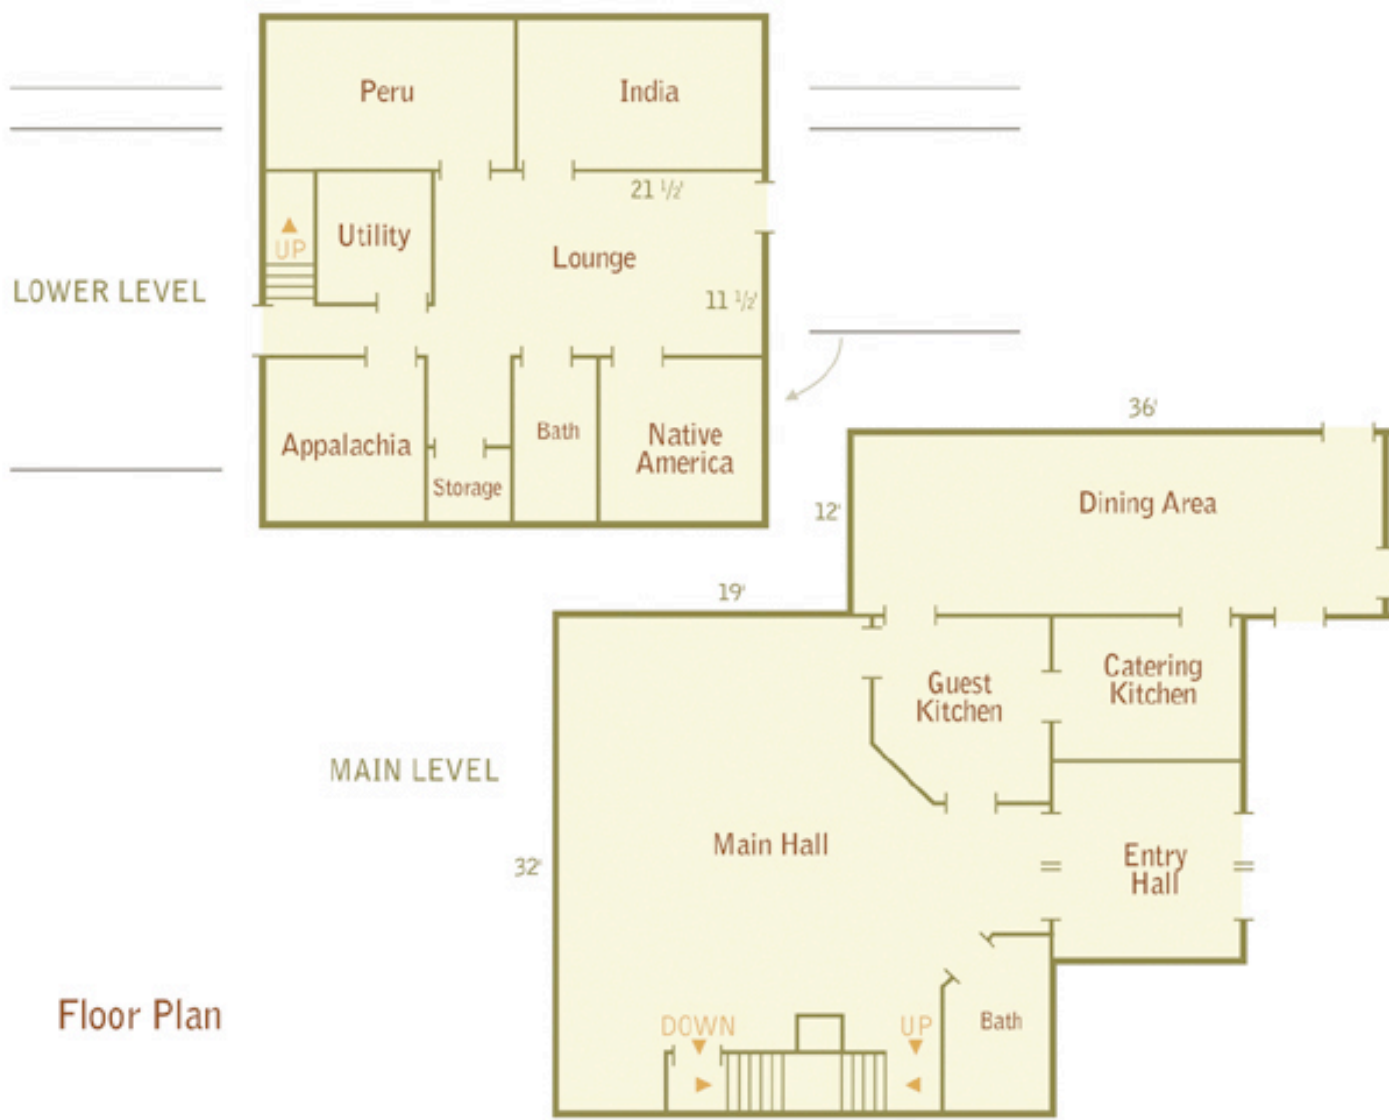 Peru
India
21 1/2'
UP
Utility
Lounge
LOWER LEVEL
11 1/2'
Appalachia
Bath
Native
America
Storage
36'
12'
Dining Area
19'
Guest
Kitchen
Catering
Kitchen
MAIN LEVEL
Main Hall
Entry
Hall
32'
Floor Plan
DOWN
UP
Bath